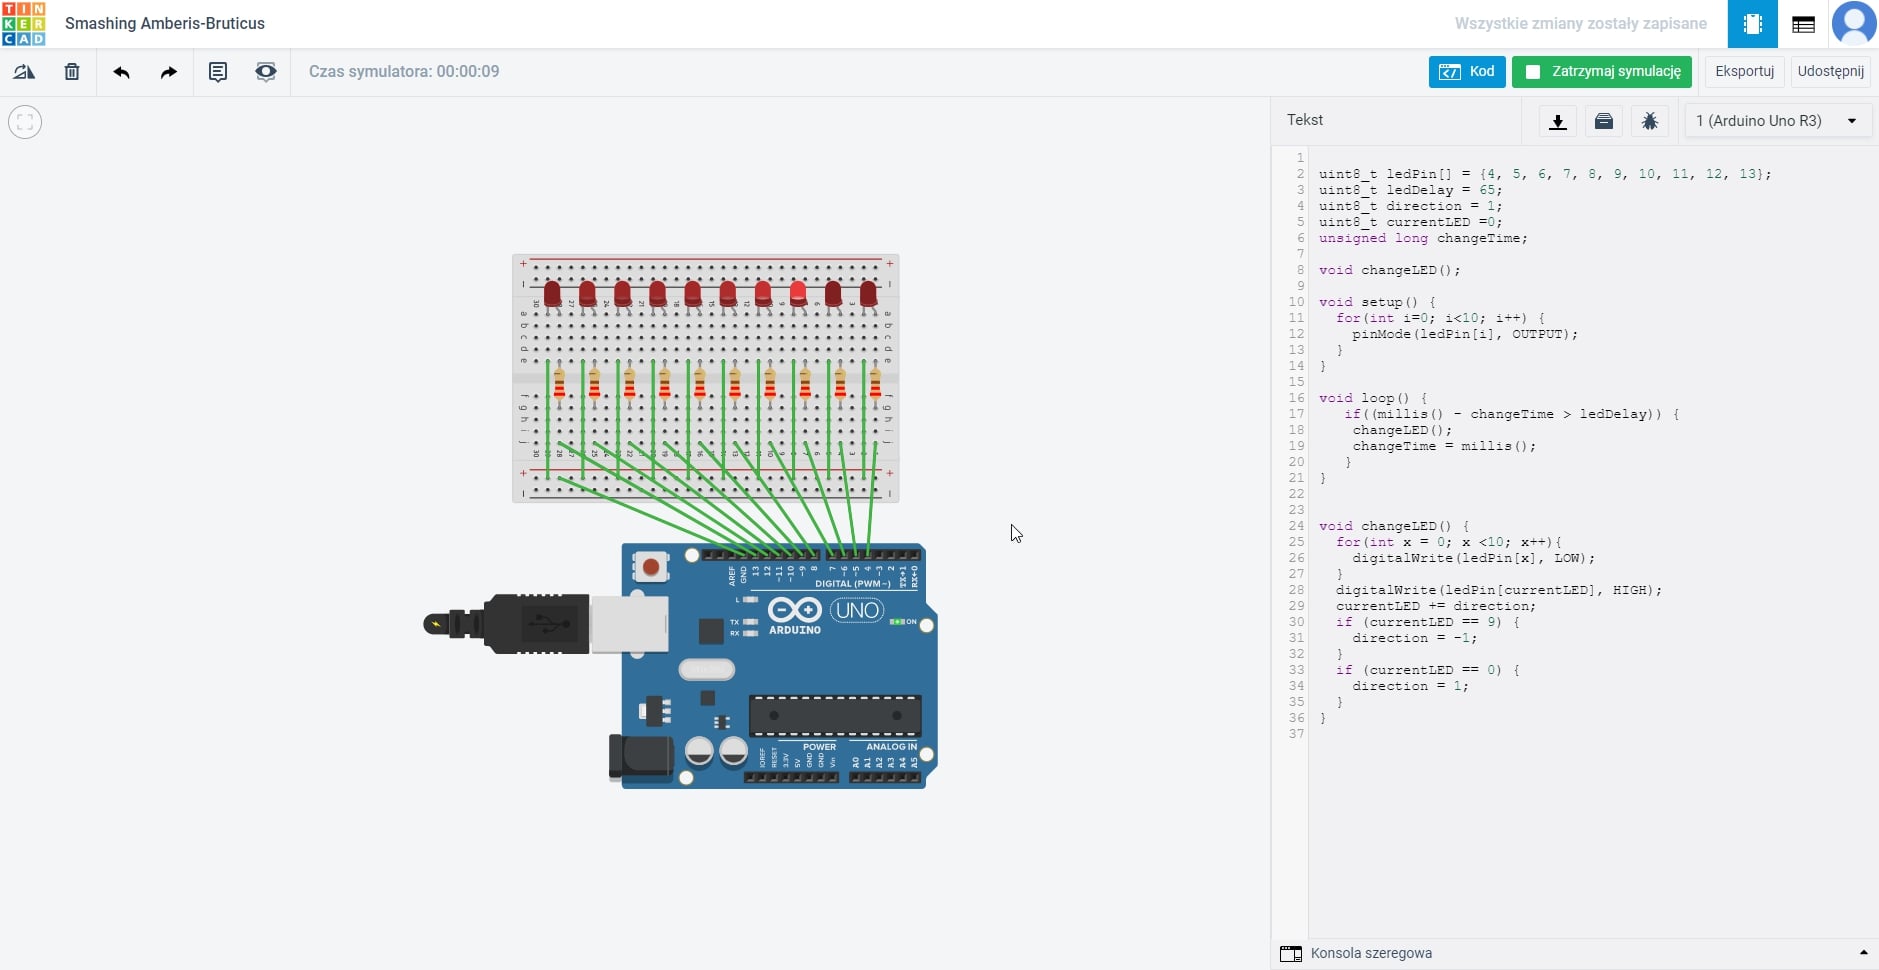 TIN
KER
CAD
Smashing Amberis-Bruticus
Wszystkie zmiany zostały zapisane
Czas symulatora: 00:00:09
Kod
Zatrzymaj symulację
Eksportuj
Udostępnij
Tekst
1 (Arduino Uno R3)
1
2 uint8_t ledPin[] = {4, 5, 6, 7, 8, 9, 10, 11, 12, 13};
3 uint8_t ledDelay = 65;
4 uint8_t direction = 1;
5 uint8_t currentLED =0;
6 unsigned long changeTime;
7
8 void changeLED();
9
10 void setup() {
11 for(int i=0; i<10; i++) {
12 pinMode(ledPin[i], OUTPUT);
13 }
14 }
15
16 void loop() {
17 if((millis() - changeTime > ledDelay)) {
18 changeLED();
19 changeTime = millis();
20 }
21 }
22
23
24 void changeLED() {
25 for(int x = 0; x <10; x++){
26 digitalWrite(ledPin[x], LOW);
27 }
28 digitalWrite(ledPin[currentLED], HIGH);
29 currentLED += direction;
30 if (currentLED == 9) {
31 direction = -1;
32 }
33 if (currentLED == 0) {
34 direction = 1;
35 }
36 }
37
a b c d e
a b c d e
f g h i j
f g h i j
AREF GND 13 12 ~11 ~10 ~9 8 7 ~6 ~5 4 ~3 2 TX→1 RX←0
DIGITAL (PWM~)
L
TX
RX
UNO
ARDUINO
ON
POWER
ANALOG IN
IOREF RESET 3.3V 5V GND GND Vin A0 A1 A2 A3 A4 A5
Konsola szeregowa